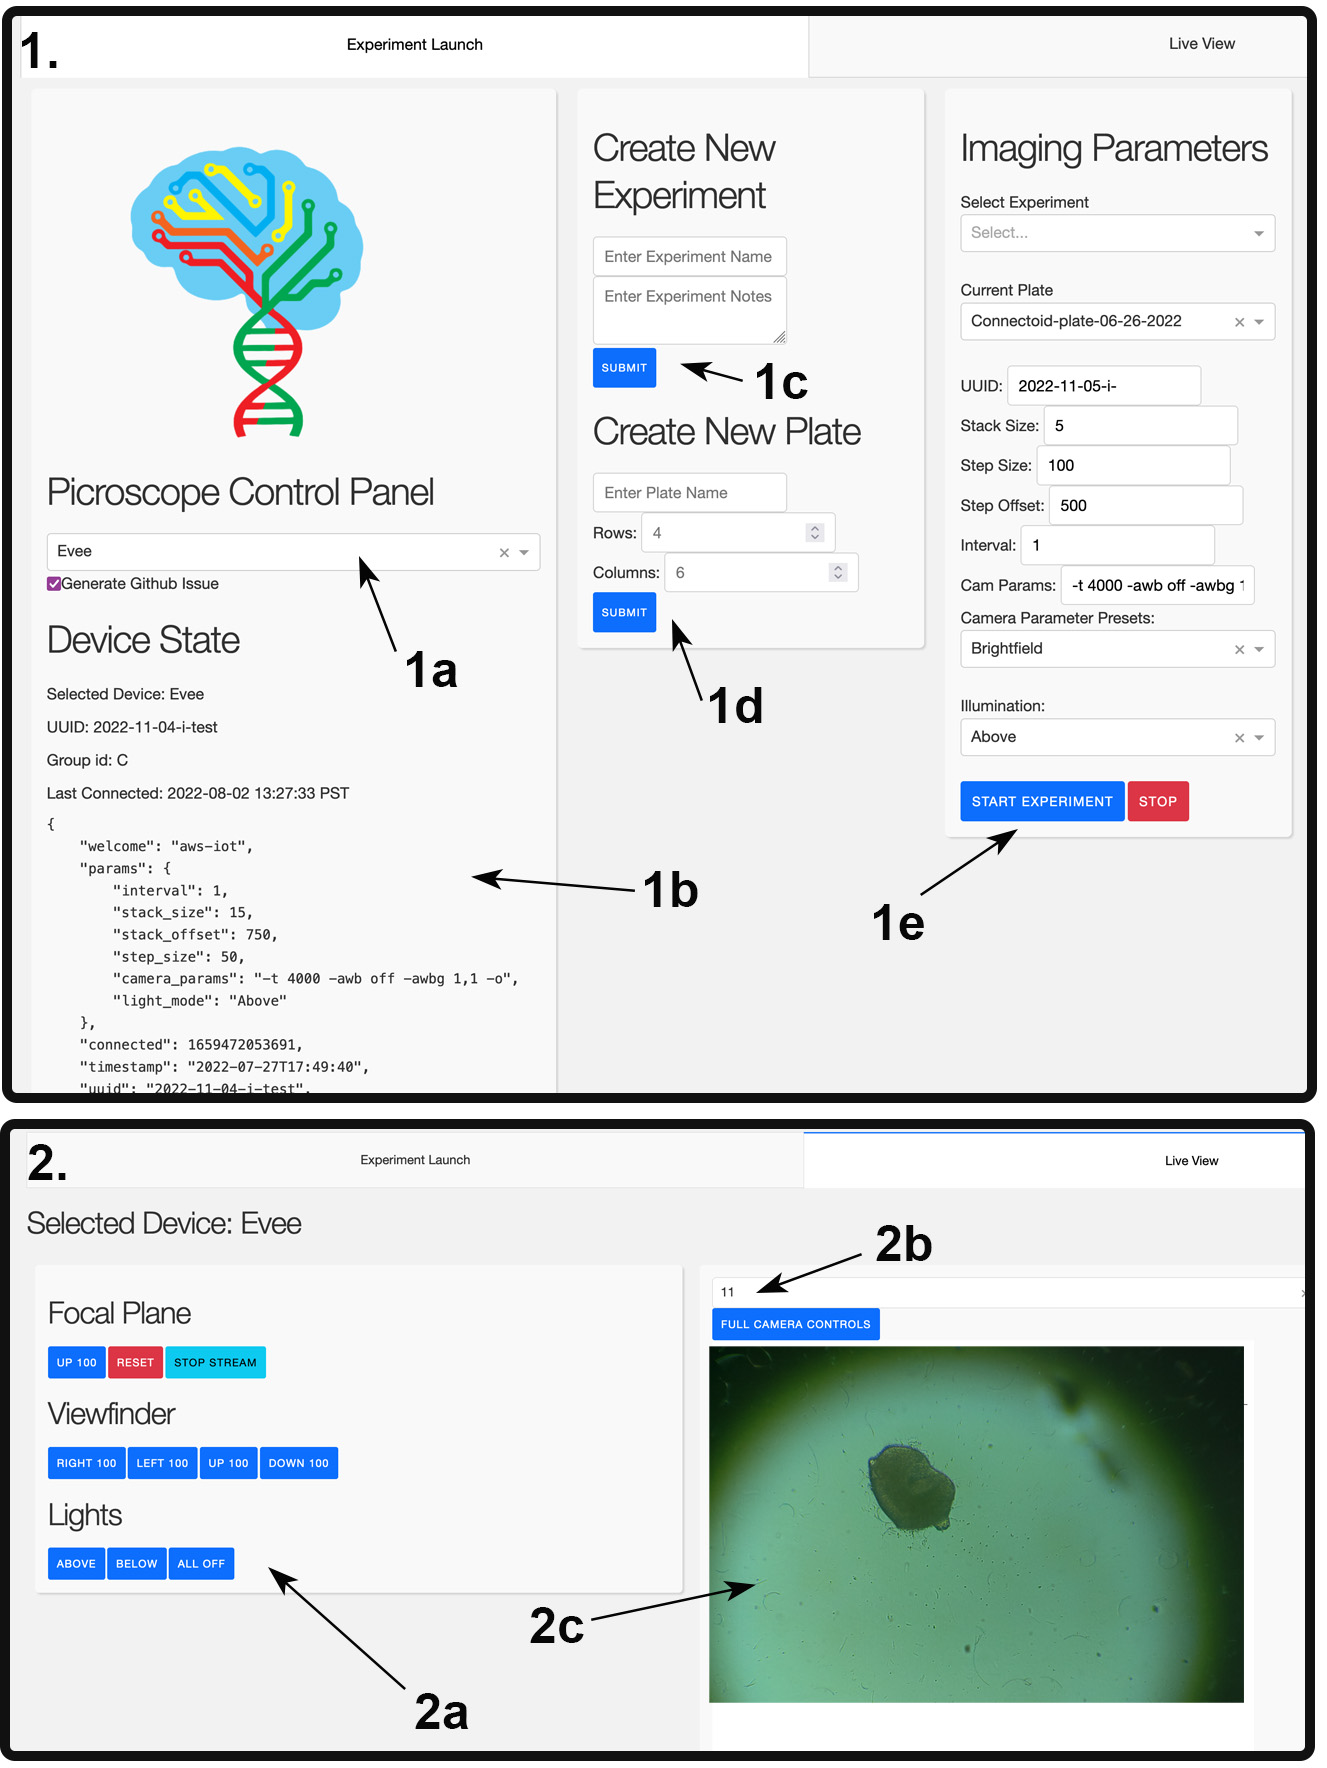 1.
Experiment Launch
Live View
Picroscope Control Panel
Evee
Generate Github Issue
1a
Device State
Selected Device: Evee
UUID: 2022-11-04-i-test
Group id: C
Last Connected: 2022-08-02 13:27:33 PST
{
"welcome": "aws-iot",
"params": {
"interval": 1,
"stack_size": 15,
"stack_offset": 750,
"step_size": 50,
"camera_params": "-t 4000 -awb off -awbg 1,1 -o",
"light_mode": "Above"
},
"connected": 1659472053691,
"timestamp": "2022-07-27T17:49:40",
"uuid": "2022-11-04-i-test",
1b
Create New
Experiment
Enter Experiment Name
Enter Experiment Notes
SUBMIT
1c
Create New Plate
Enter Plate Name
Rows: 4
Columns: 6
SUBMIT
1d
Imaging Parameters
Select Experiment
Select...
Current Plate
Connectoid-plate-06-26-2022
UUID: 2022-11-05-i-
Stack Size: 5
Step Size: 100
Step Offset: 500
Interval: 1
Cam Params: -t 4000 -awb off -awbg 1
Camera Parameter Presets:
Brightfield
Illumination:
Above
START EXPERIMENT STOP
1e
2.
Experiment Launch
Live View
Selected Device: Evee
Focal Plane
UP 100 RESET STOP STREAM
Viewfinder
RIGHT 100 LEFT 100 UP 100 DOWN 100
Lights
ABOVE BELOW ALL OFF
2a
2b
11
FULL CAMERA CONTROLS
2c